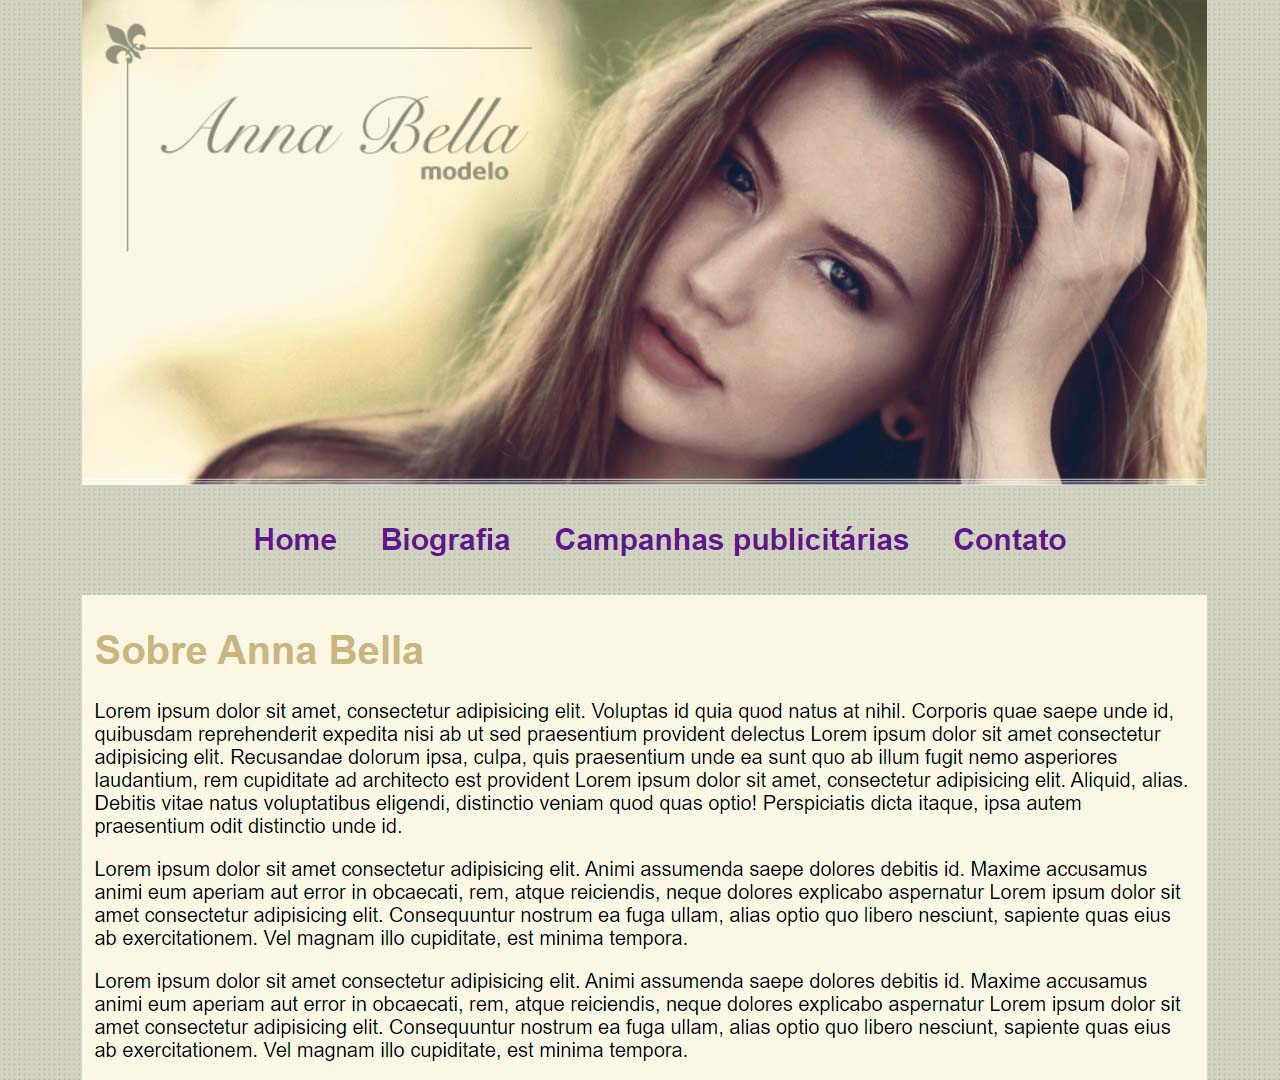 Anna Bella
modelo
Home Biografia Campanhas publicitárias Contato
Sobre Anna Bella
Lorem ipsum dolor sit amet, consectetur adipisicing elit. Voluptas id quia quod natus at nihil. Corporis quae saepe unde id,
quibusdam reprehenderit expedita nisi ab ut sed praesentium provident delectus Lorem ipsum dolor sit amet consectetur
adipisicing elit. Recusandae dolorum ipsa, culpa, quis praesentium unde ea sunt quo ab illum fugit nemo asperiores
laudantium, rem cupiditate ad architecto est provident Lorem ipsum dolor sit amet, consectetur adipisicing elit. Aliquid, alias.
Debitis vitae natus voluptatibus eligendi, distinctio veniam quod quas optio! Perspiciatis dicta itaque, ipsa autem
praesentium odit distinctio unde id.
Lorem ipsum dolor sit amet consectetur adipisicing elit. Animi assumenda saepe dolores debitis id. Maxime accusamus
animi eum aperiam aut error in obcaecati, rem, atque reiciendis, neque dolores explicabo aspernatur Lorem ipsum dolor sit
amet consectetur adipisicing elit. Consequuntur nostrum ea fuga ullam, alias optio quo libero nesciunt, sapiente quas eius
ab exercitationem. Vel magnam illo cupiditate, est minima tempora.
Lorem ipsum dolor sit amet consectetur adipisicing elit. Animi assumenda saepe dolores debitis id. Maxime accusamus
animi eum aperiam aut error in obcaecati, rem, atque reiciendis, neque dolores explicabo aspernatur Lorem ipsum dolor sit
amet consectetur adipisicing elit. Consequuntur nostrum ea fuga ullam, alias optio quo libero nesciunt, sapiente quas eius
ab exercitationem. Vel magnam illo cupiditate, est minima tempora.